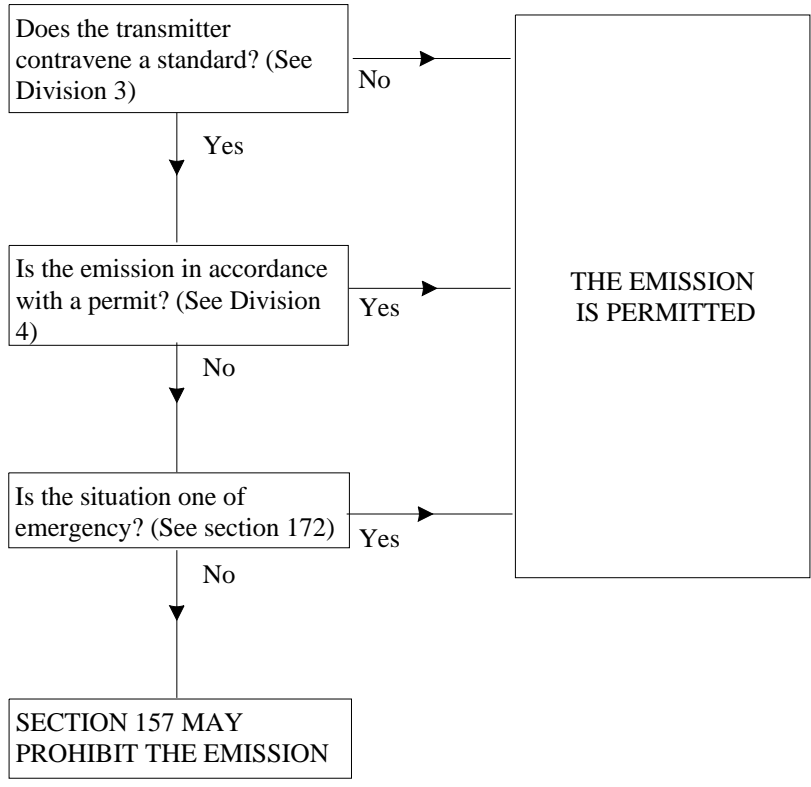 Does the transmitter
contravene a standard? (See
Division 3)
No
Yes
Is the emission in accordance
with a permit? (See Division
4)
Yes
No
THE EMISSION
IS PERMITTED
Is the situation one of
emergency? (See section 172)
Yes
No
SECTION 157 MAY
PROHIBIT THE EMISSION